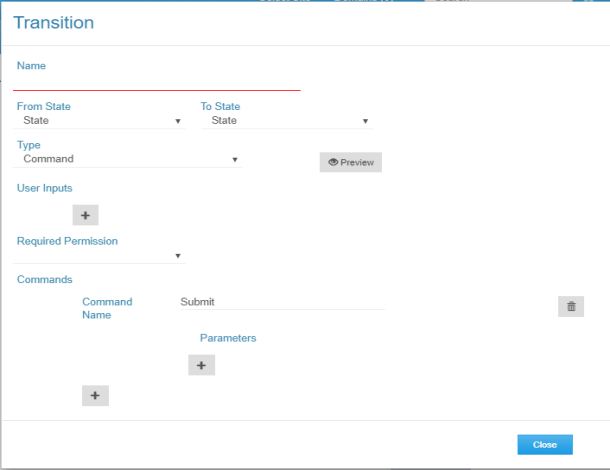 Transition
Name
From State
To State
State
State
Type
Command
Preview
User Inputs
+
Required Permission
Commands
Command
Name
Submit
Parameters
+
+
Close